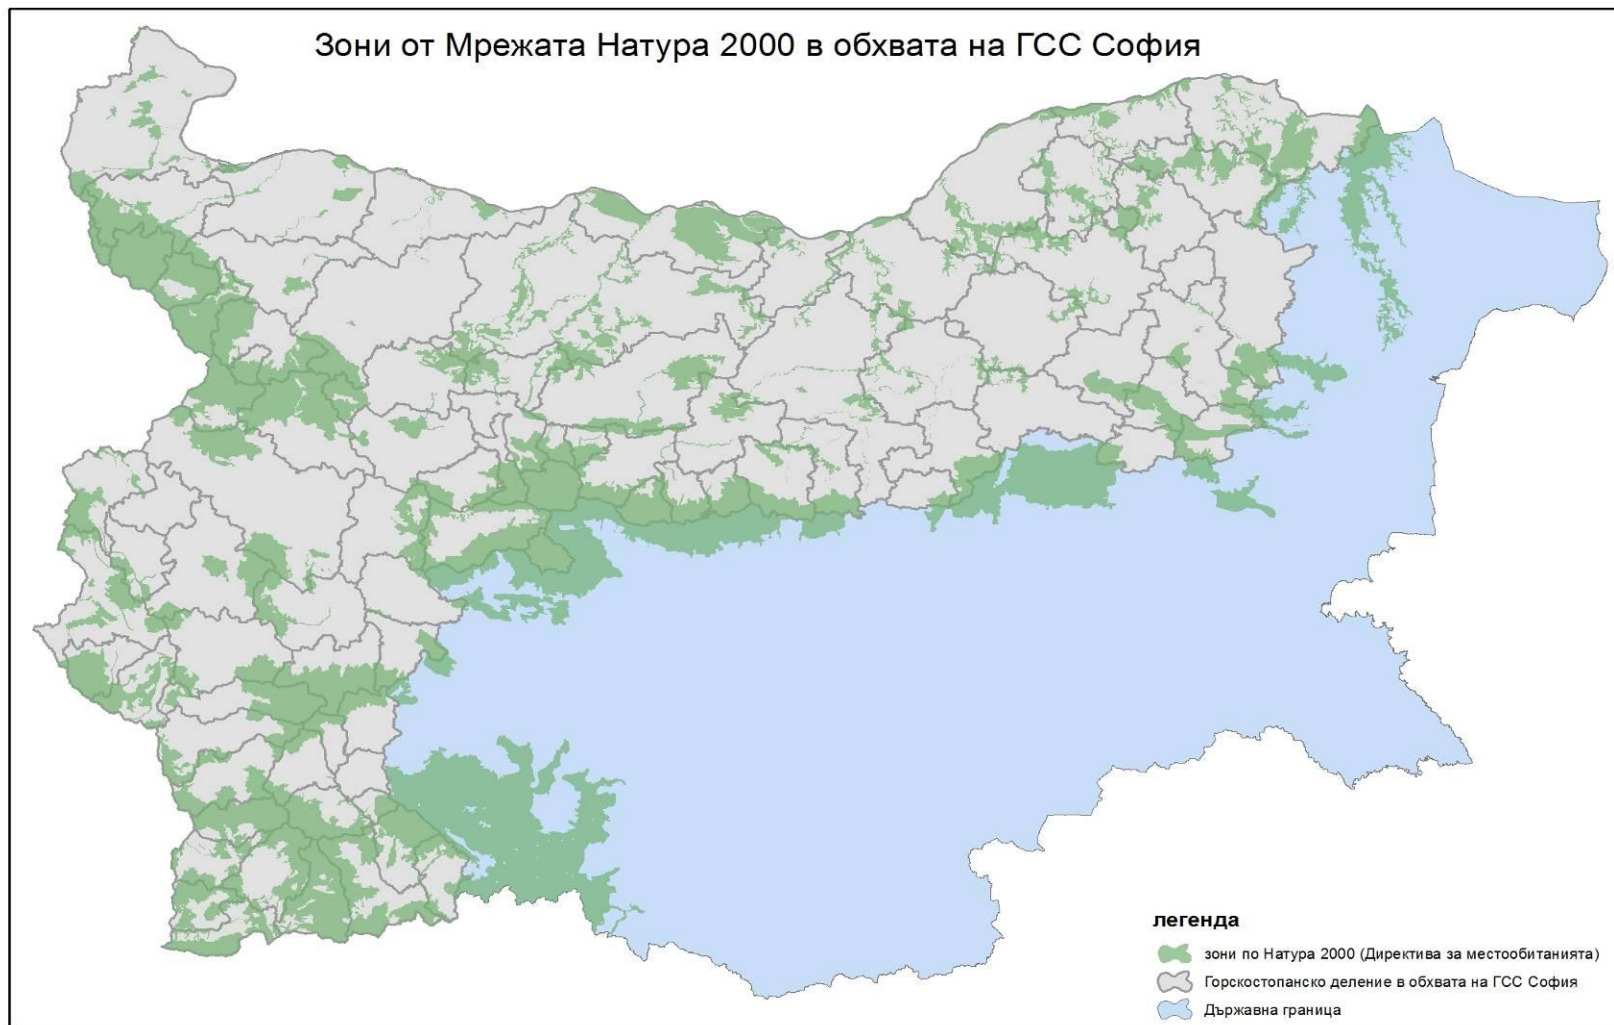 Зони от Мрежата Натура 2000 в обхвата на ГСС София
легенда
зони по Натура 2000 (Директива за местообитанията)
Горскостопанско деление в обхвата на ГСС София
Държавна граница